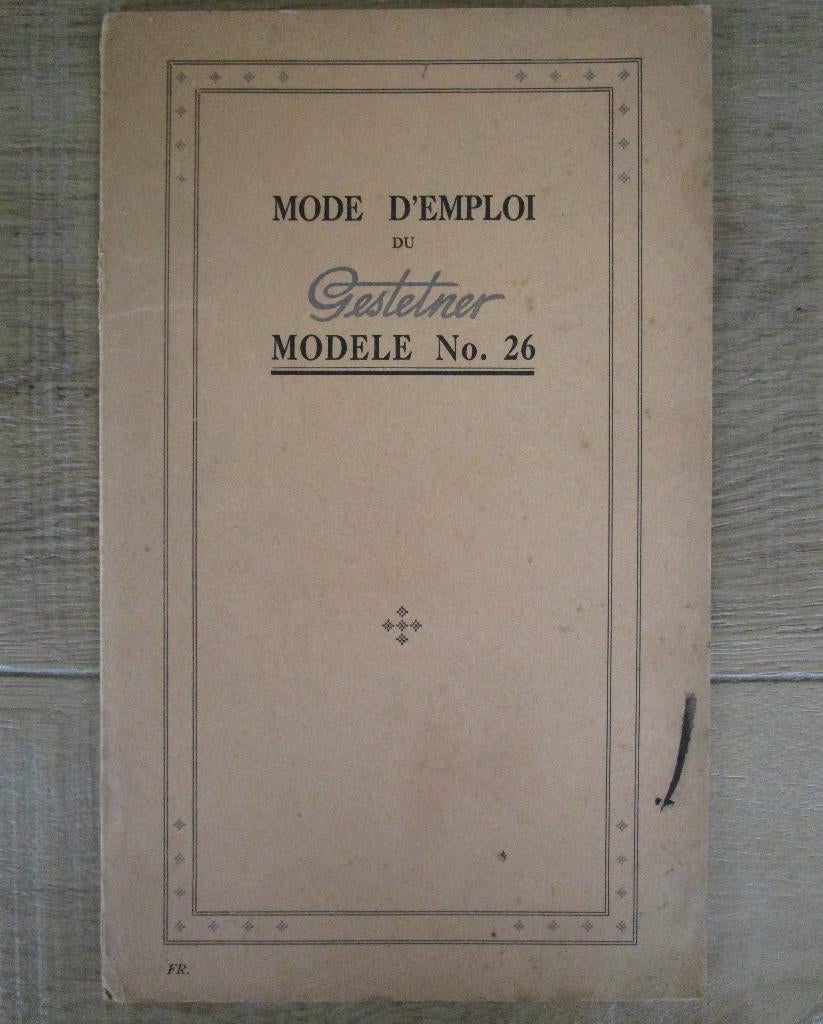 MODE D'EMPLOI
DU
Gestetner
MODELE No. 26
FR.